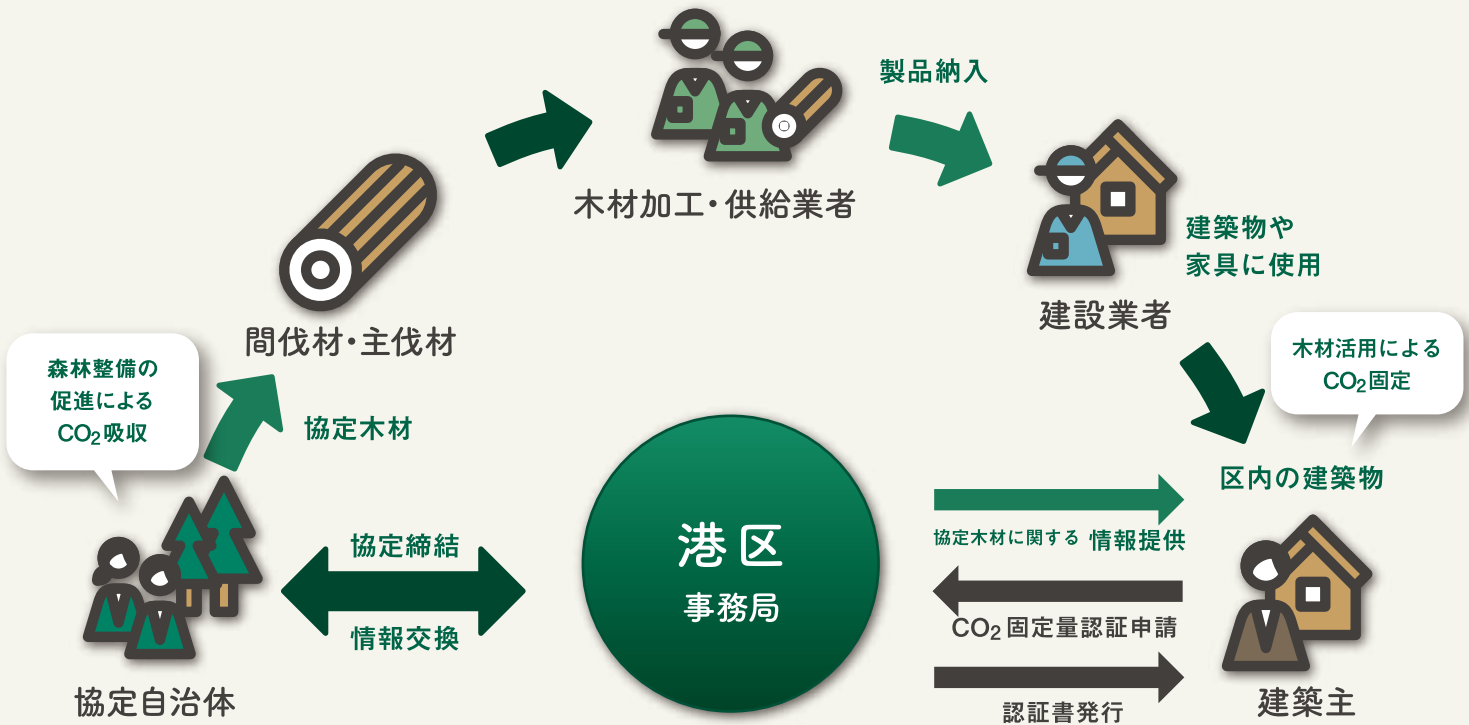 製品納入
木材加工・供給業者
建築物や
家具に使用
建設業者
間伐材・主伐材
森林整備の
促進による
CO₂吸収
木材活用による
CO₂固定
協定木材
区内の建築物
協定締結
情報交換
港区
事務局
協定木材に関する 情報提供
CO₂固定量認証申請
認証書発行
協定自治体
建築主